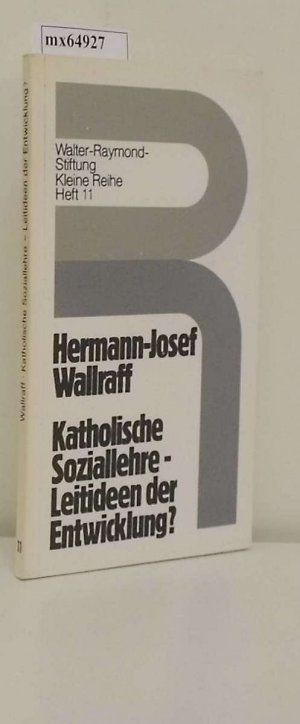 mx64927
Walter-Raymond-
Stiftung
Kleine Reihe
Heft 11
Hermann-Josef
Wallraff
Katholische
Soziallehre-
Leitideen der
Entwicklung?
Wallraff · Katholische Soziallehre – Leitideen der Entwicklung?
11